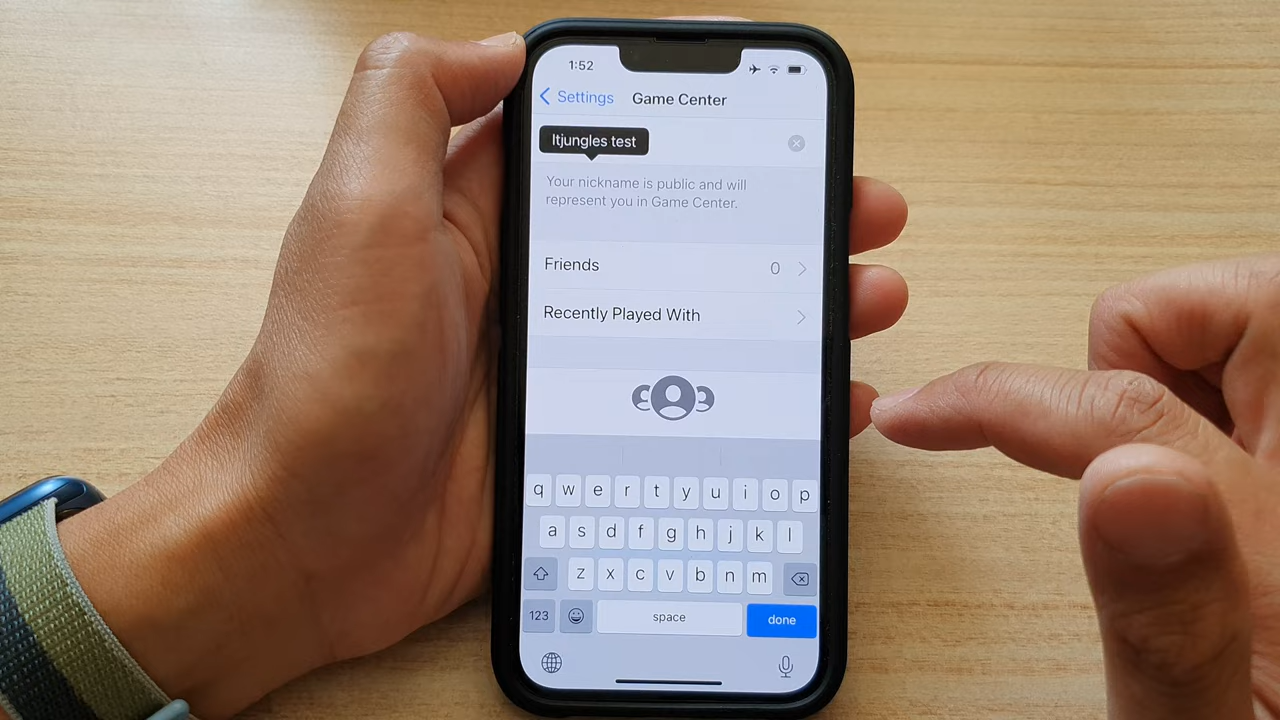 1:52
Settings Game Center
Itjungles test
Your nickname is public and will
represent you in Game Center.
Friends 0
Recently Played With
q w e r t y u i o p
a s d f g h j k l
z x c v b n m
123 space done